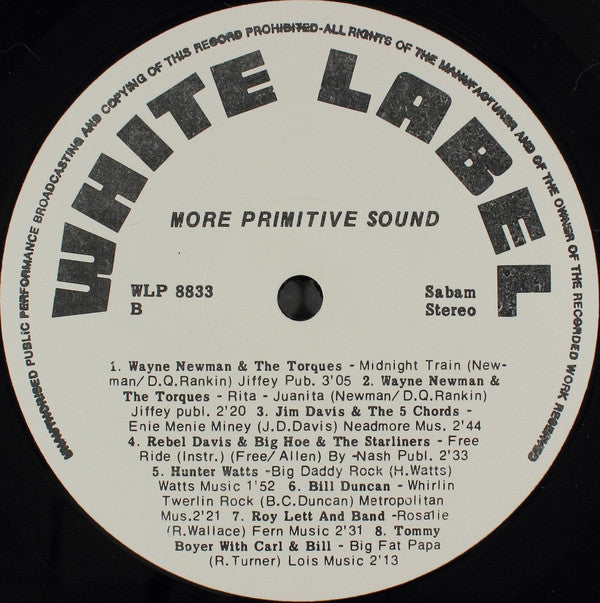 UNAUTHORISED PUBLIC PERFORMANCE BROADCASTING AND COPYING OF THIS RECORD PROHIBITED-ALL RIGHTS OF THE MANUFACTURER AND OF THE OWNER OF THE RECORDED WORK RESERVED
WHITE LABEL
MORE PRIMITIVE SOUND
WLP 8833
B
Sabam
Stereo
1. Wayne Newman & The Torques - Midnight Train (New-
man/D.Q.Rankin) Jiffey Pub. 3'05 2. Wayne Newman &
The Torques - Rita - Juanita (Newman/D.Q.Rankin)
Jiffey publ. 2'20 3. Jim Davis & The 5 Chords -
Enie Menie Miney (J.D.Davis) Neadmore Mus. 2'44
4. Rebel Davis & Big Hoe & The Starliners - Free
Ride (Instr.) (Free/Allen) By -Nash Publ. 2'33
5. Hunter Watts -Big Daddy Rock (H.Watts)
Watts Music 1'52 6. Bill Duncan - Whirlin
Twerlin Rock (B.C.Duncan) Metropolitan
Mus.2'21 7. Roy Lett And Band -Rosalie
(R.Wallace) Fern Music 2'31 8. Tommy
Boyer With Carl & Bill - Big Fat Papa
(R.Turner) Lois Music 2'13